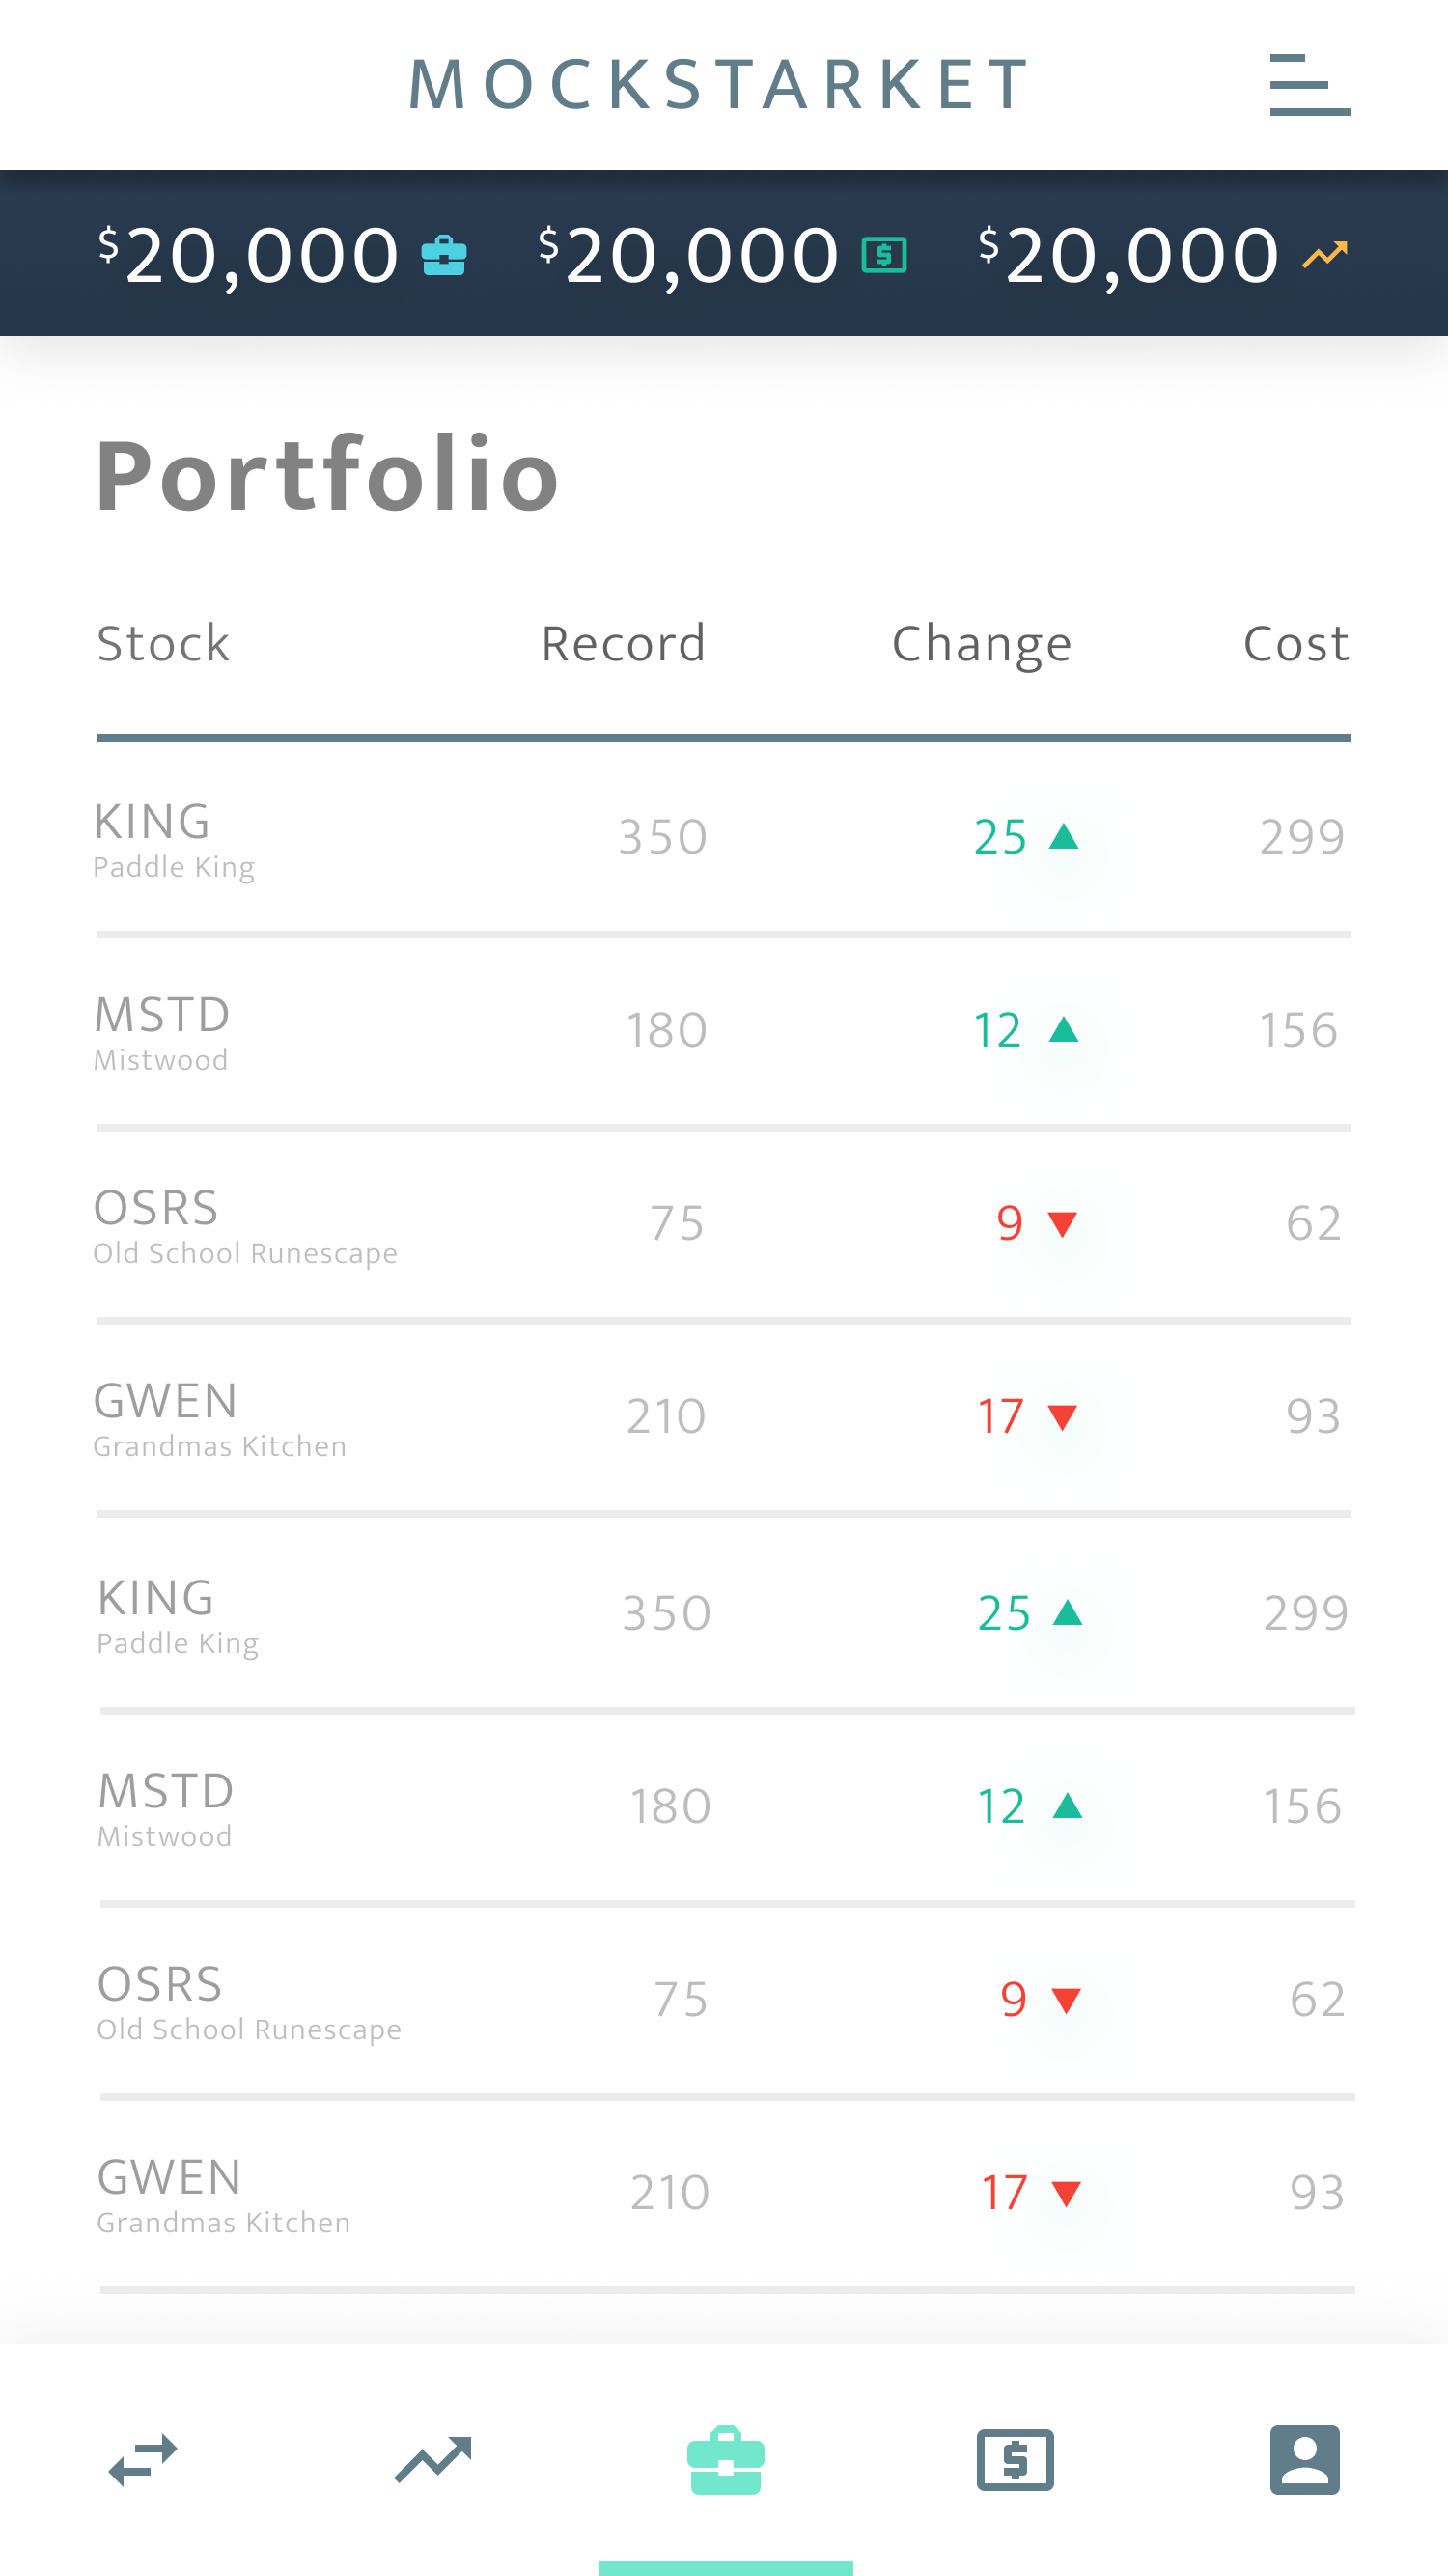 MOCKSTARKET
$20,000 $20,000 $20,000
Portfolio
Stock Record Change Cost
KING 350 25 ▲ 299
Paddle King
MSTD 180 12 ▲ 156
Mistwood
OSRS 75 9 ▼ 62
Old School Runescape
GWEN 210 17 ▼ 93
Grandmas Kitchen
KING 350 25 ▲ 299
Paddle King
MSTD 180 12 ▲ 156
Mistwood
OSRS 75 9 ▼ 62
Old School Runescape
GWEN 210 17 ▼ 93
Grandmas Kitchen